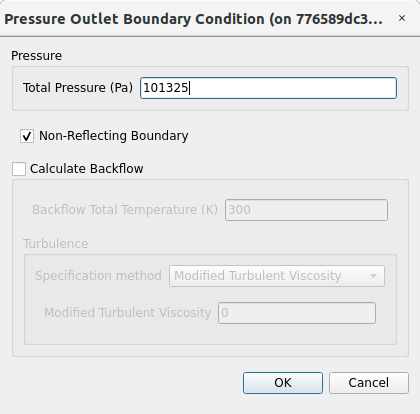 Pressure Outlet Boundary Condition (on 776589dc3... ×
Pressure
Total Pressure (Pa) 101325
Non-Reflecting Boundary
Calculate Backflow
Backflow Total Temperature (K) 300
Turbulence
Specification method Modified Turbulent Viscosity
Modified Turbulent Viscosity 0
OK Cancel